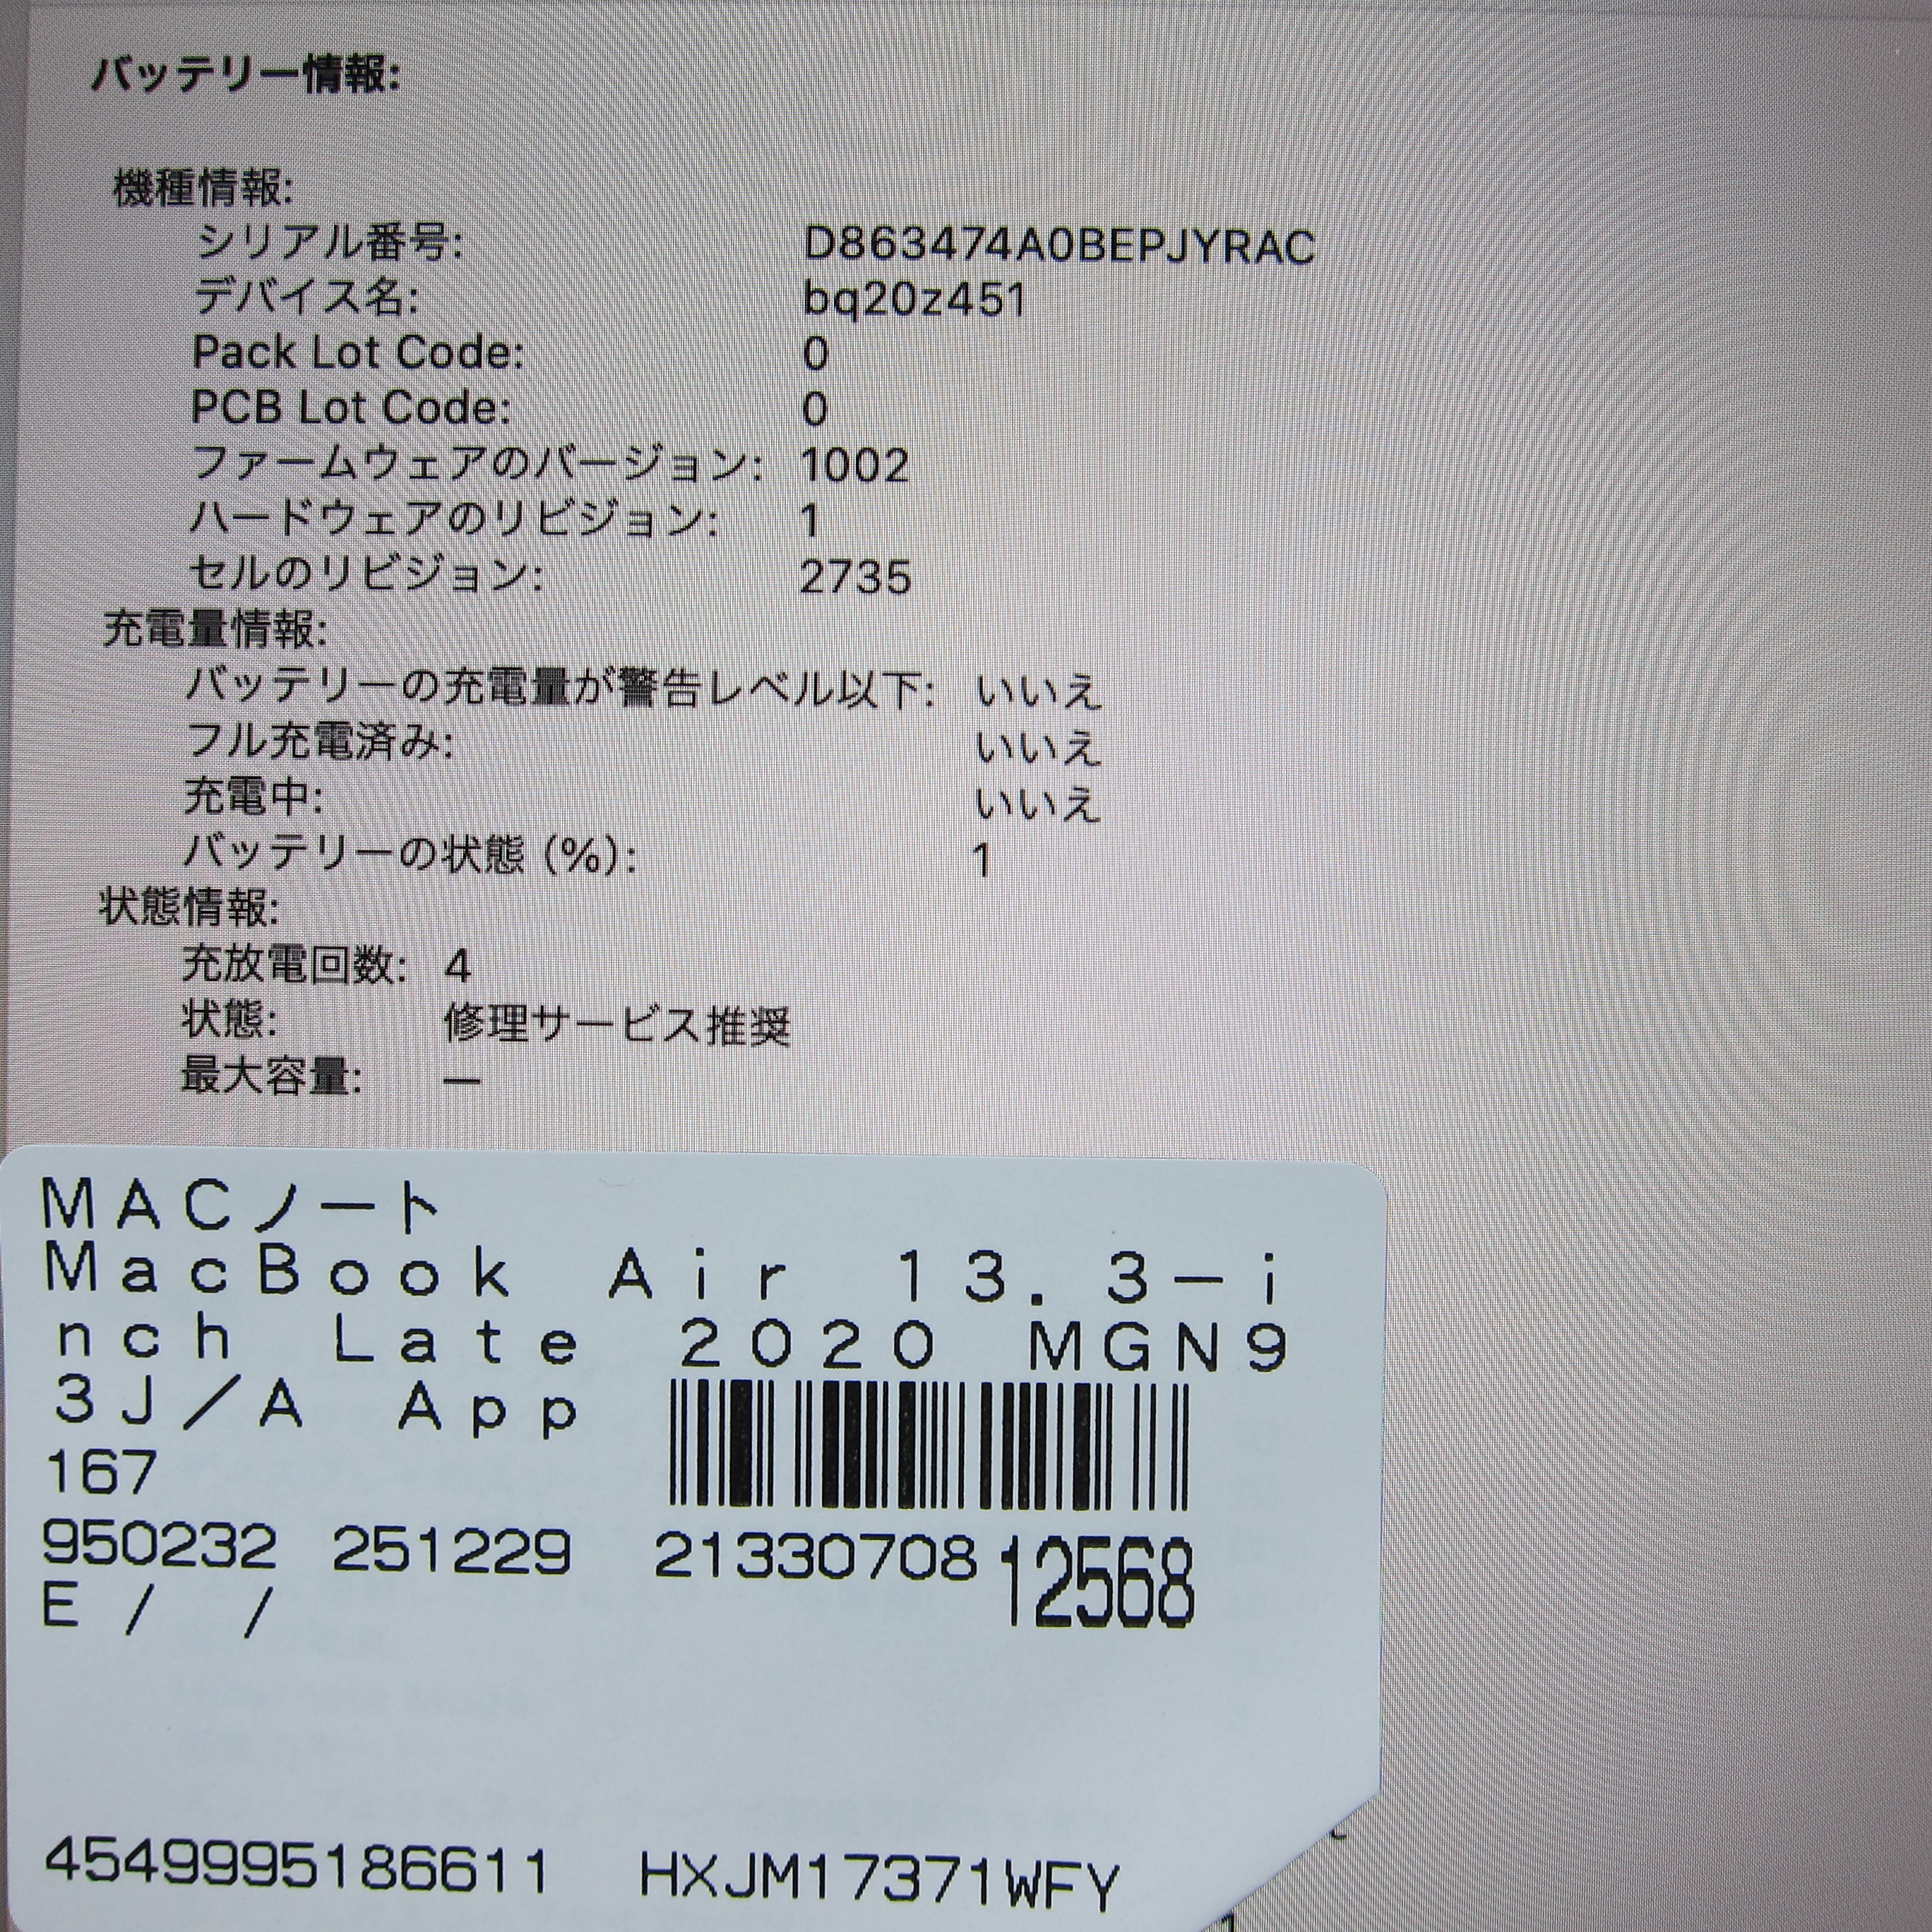 バッテリー情報:
機種情報:
シリアル番号: D863474A0BEPJYRAC
デバイス名: bq20z451
Pack Lot Code: 0
PCB Lot Code: 0
ファームウェアのバージョン: 1002
ハードウェアのリビジョン: 1
セルのリビジョン: 2735
充電量情報:
バッテリーの充電量が警告レベル以下: いいえ
フル充電済み: いいえ
充電中: いいえ
バッテリーの状態 (%): 1
状態情報:
充放電回数: 4
状態: 修理サービス推奨
最大容量: —
MACノート
MacBook Air 13.3-i
nch Late 2020 MGN9
3J/A App
167
950232 251229 21330708 12568
E / /
4549995186611 HXJM17371WFY